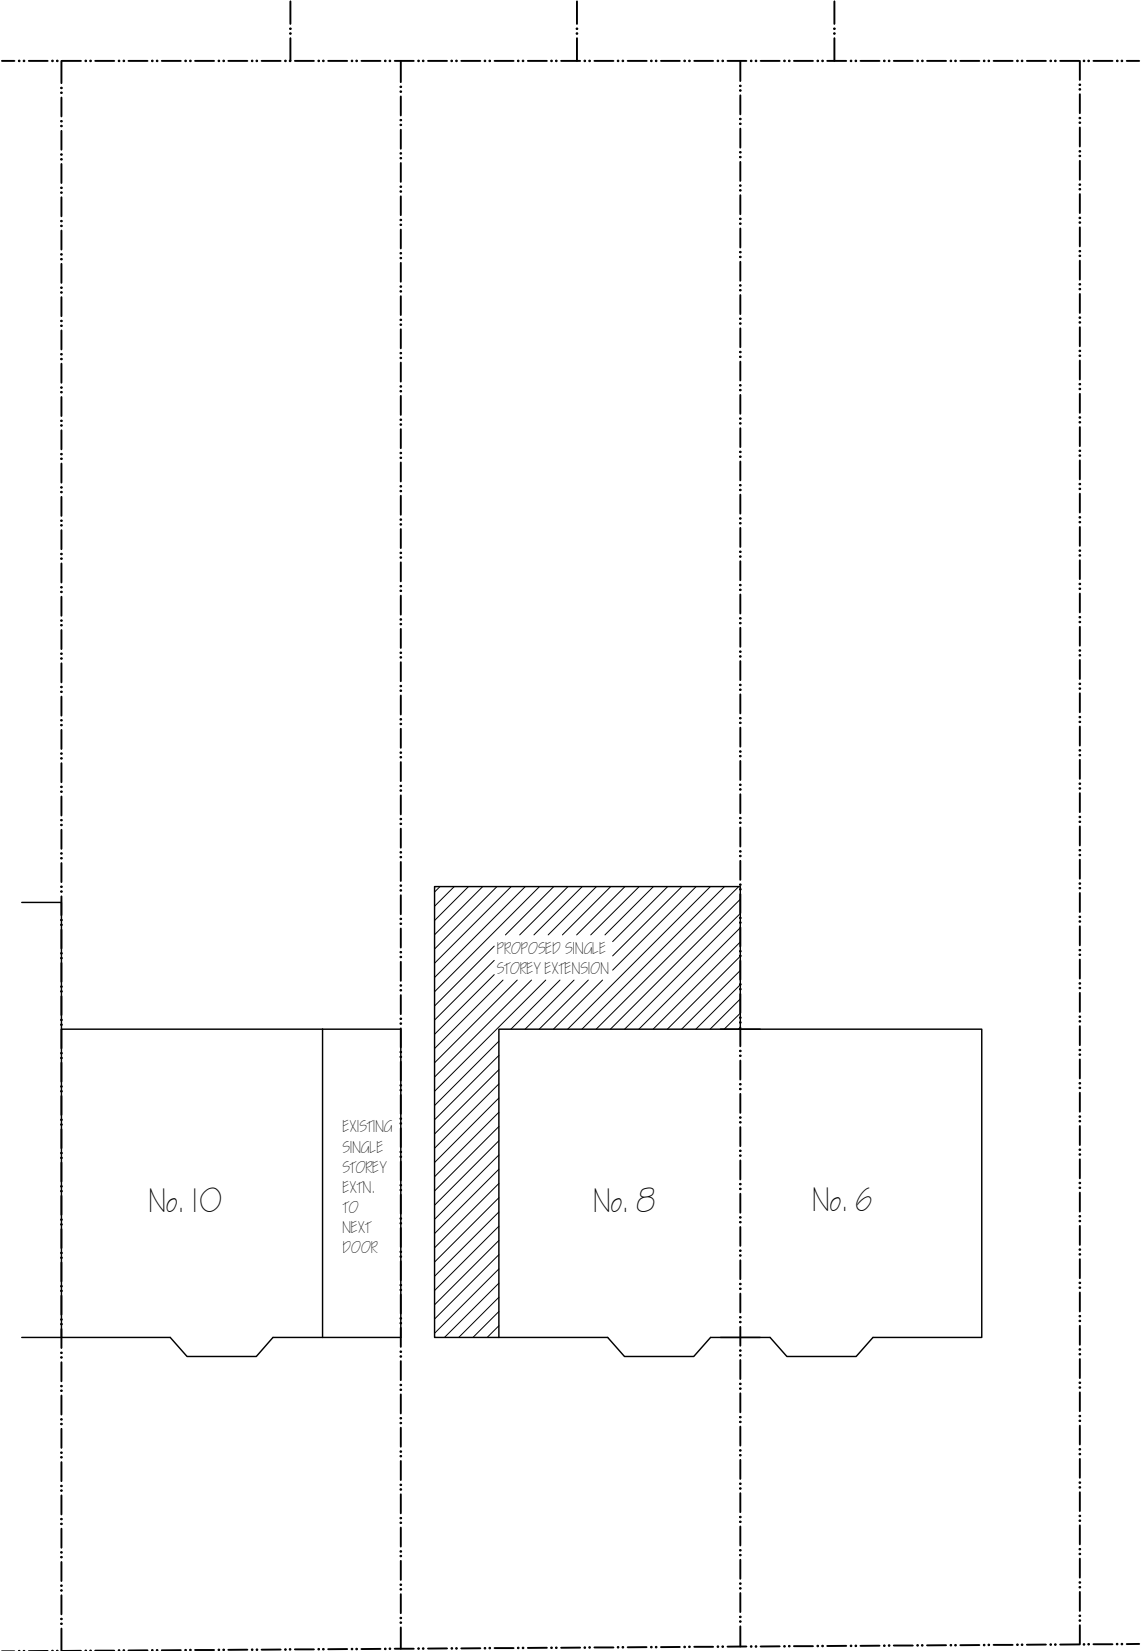 PROPOSED SINGLE
STOREY EXTENSION
EXISTING
SINGLE
STOREY
EXTN.
TO
NEXT
DOOR
No. 10
No. 8
No. 6